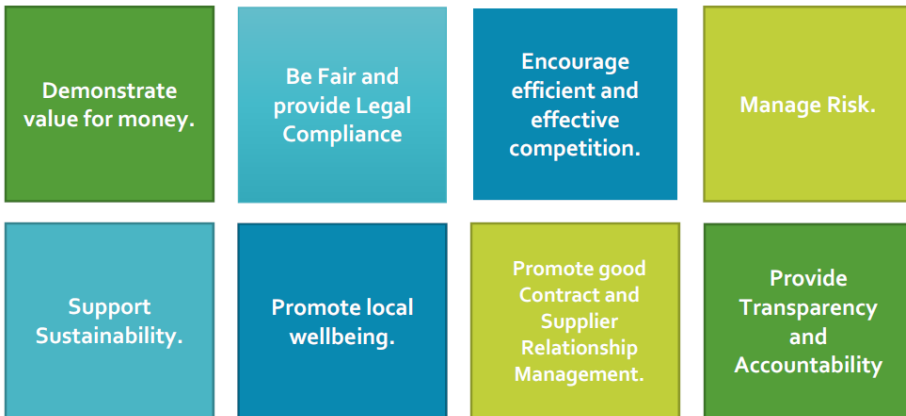 Demonstrate
value for money.
Be Fair and
provide Legal
Compliance
Encourage
efficient and
effective
competition.
Manage Risk.
Support
Sustainability.
Promote local
wellbeing.
Promote good
Contract and
Supplier
Relationship
Management.
Provide
Transparency
and
Accountability